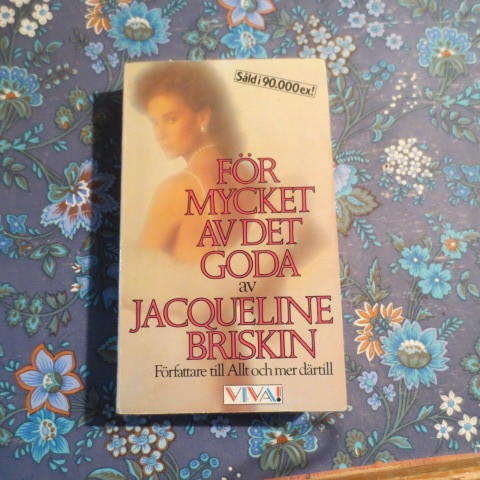 Såld i 90.000 ex!
FÖR
MYCKET
AV DET
GODA
av
JACQUELINE
BRISKIN
Författare till Allt och mer därtill
VIVA!